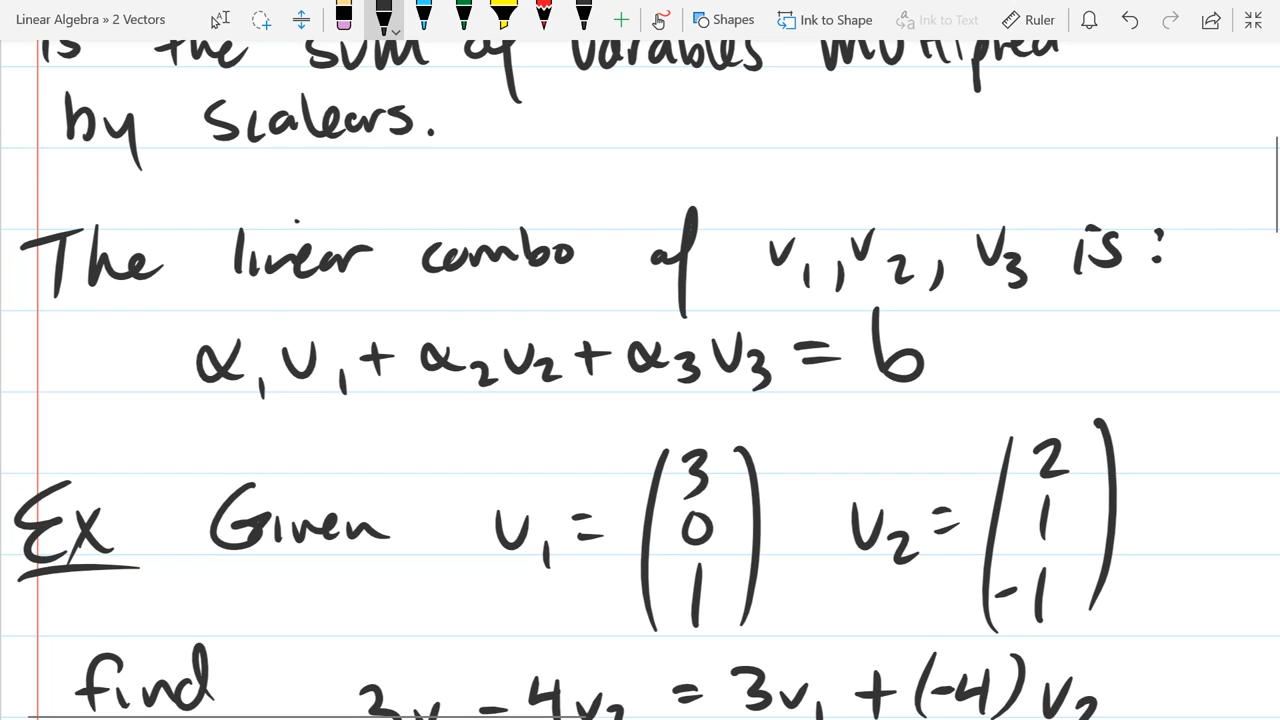 Linear Algebra » 2 Vectors
Shapes Ink to Shape Ink to Text Ruler
is the sum of varables multiplied
by scalears.
The linear combo of v₁, v₂, v₃ is:
α₁v₁ + α₂v₂ + α₃v₃ = b
Ex Given v₁ = (3 0 1) v₂ = (2 1 -1)
find 3v₁ - 4v₂ = 3v₁ + (-4) v₂